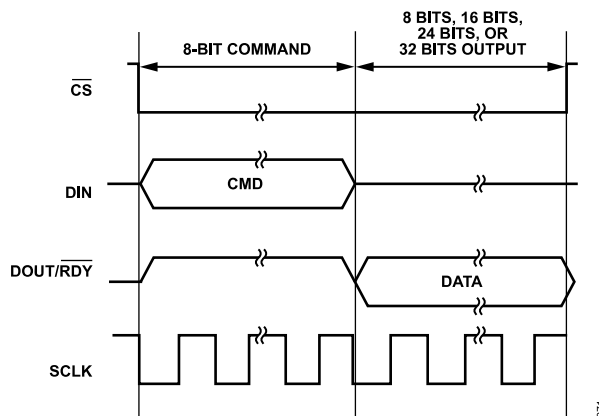 8-BIT COMMAND
8 BITS, 16 BITS,
24 BITS, OR
32 BITS OUTPUT
CS
DIN
CMD
DOUT/RDY
DATA
SCLK